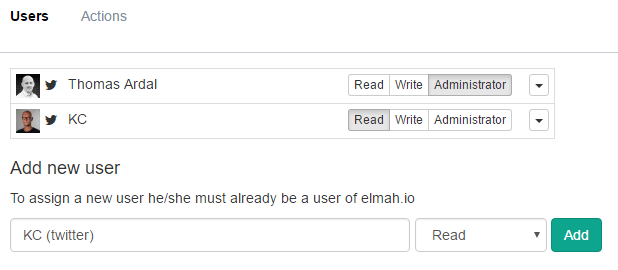 Users Actions
Thomas Ardal Read Write Administrator
KC Read Write Administrator
Add new user
To assign a new user he/she must already be a user of elmah.io
KC (twitter) Read Add